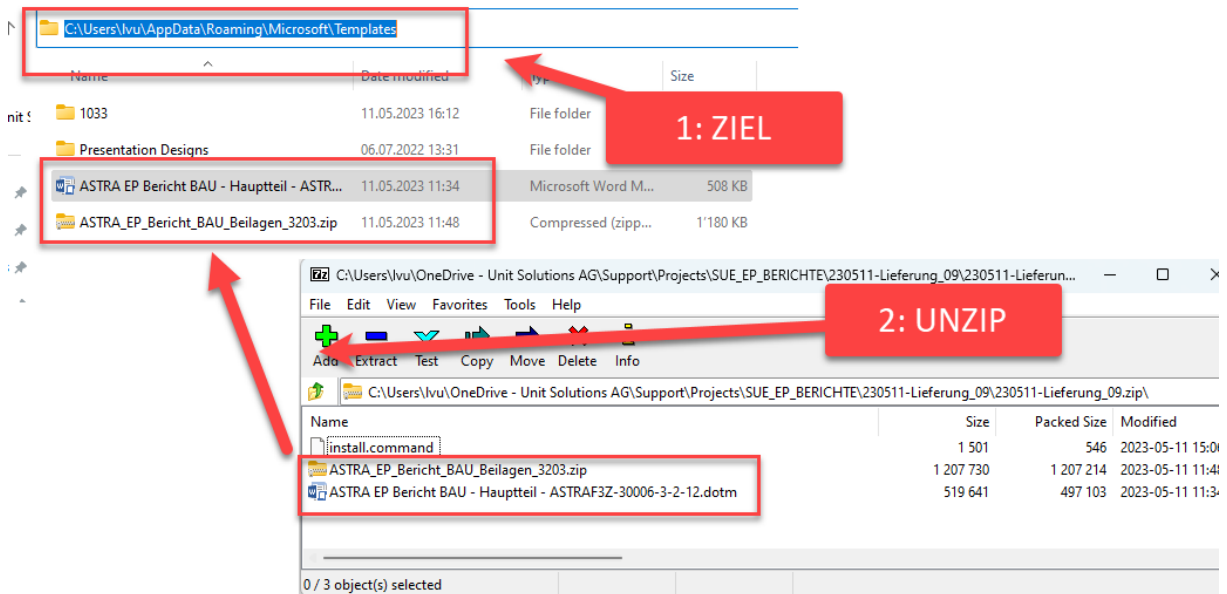 C:\Users\lvu\AppData\Roaming\Microsoft\Templates
Name Date modified Size
1033 11.05.2023 16:12 File folder
1: ZIEL
Presentation Designs 06.07.2022 13:31 File folder
ASTRA EP Bericht BAU - Hauptteil - ASTR... 11.05.2023 11:34 Microsoft Word M... 508 KB
ASTRA_EP_Bericht_BAU_Beilagen_3203.zip 11.05.2023 11:48 Compressed (zipp... 1'180 KB
C:\Users\lvu\OneDrive - Unit Solutions AG\Support\Projects\SUE_EP_BERICHTE\230511-Lieferung_09\230511-Lieferun...
File Edit View Favorites Tools Help
2: UNZIP
Add Extract Test Copy Move Delete Info
C:\Users\lvu\OneDrive - Unit Solutions AG\Support\Projects\SUE_EP_BERICHTE\230511-Lieferung_09\230511-Lieferung_09.zip\
Name Size Packed Size Modified
install.command 1 501 546 2023-05-11 15:06
ASTRA_EP_Bericht_BAU_Beilagen_3203.zip 1 207 730 1 207 214 2023-05-11 11:48
ASTRA EP Bericht BAU - Hauptteil - ASTRAF3Z-30006-3-2-12.dotm 519 641 497 103 2023-05-11 11:34
0 / 3 object(s) selected